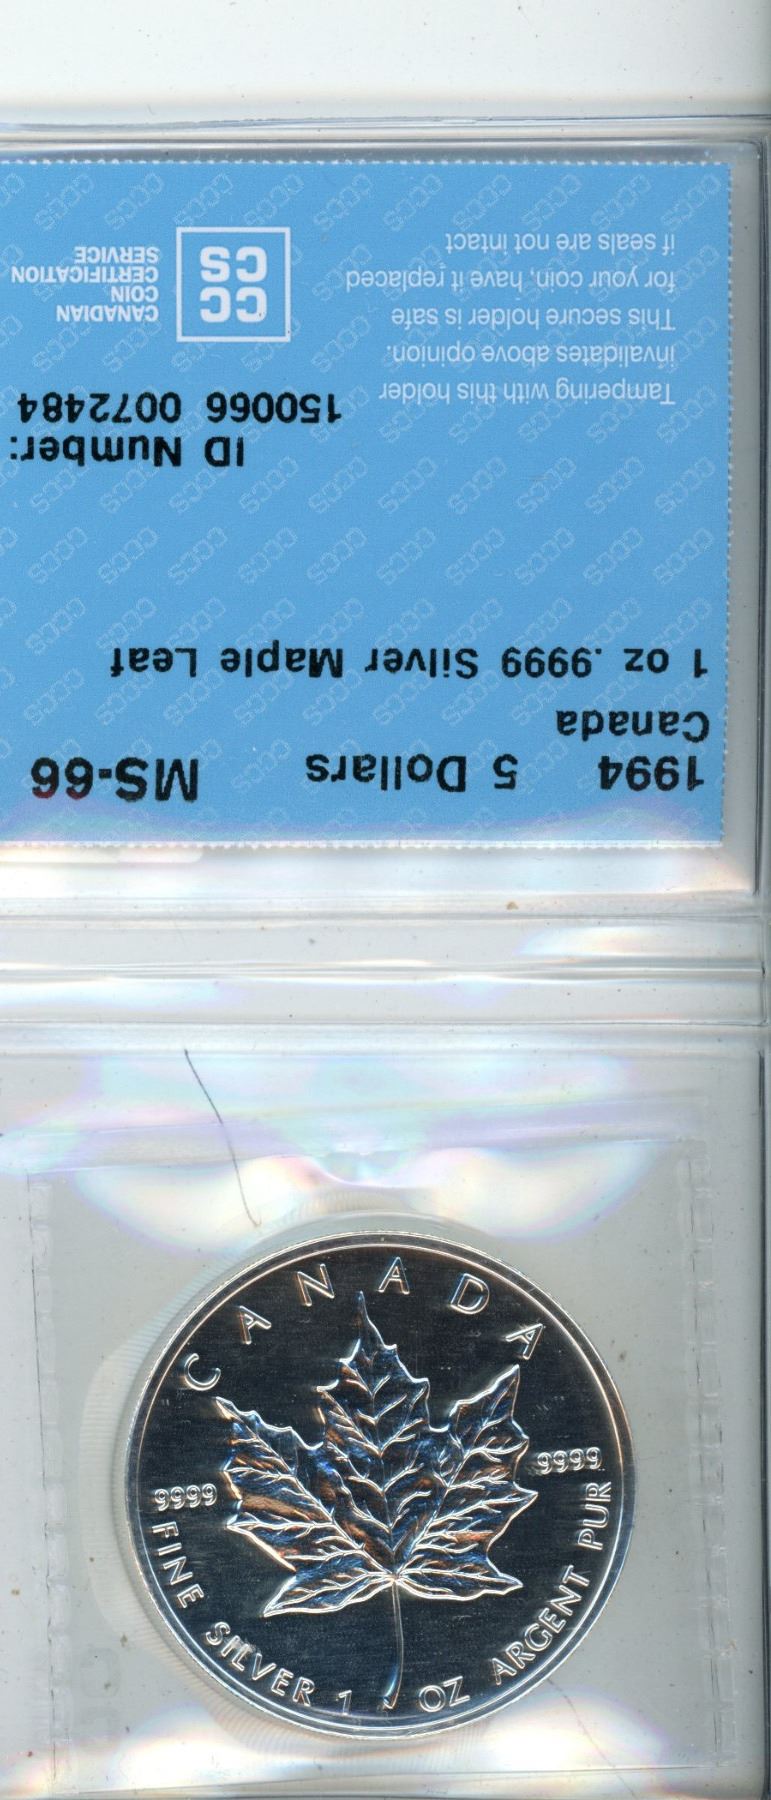 1994 5 Dollars MS-66
Canada
1 oz .9999 Silver Maple Leaf
ID Number:
150066 0072484
Tampering with this holder
invalidates above opinion.
This secure holder is safe
for your coin, have it replaced
if seals are not intact
CC
CS
CANADIAN
COIN
CERTIFICATION
SERVICE
CANADA
9999 9999
FINE SILVER 1 OZ ARGENT PUR